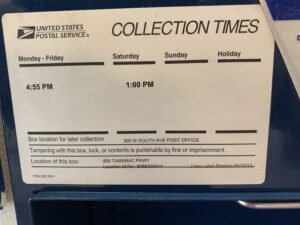 UNITED STATES POSTAL SERVICE® COLLECTION TIMES
Monday - Friday Saturday Sunday Holiday
4:55 PM 1:00 PM
Box location for later collection 300 W SOUTH AVE POST OFFICE
Tampering with this box, lock, or contents is punishable by fine or imprisonment.
Location of this box: 900 TAMARAC PKWY